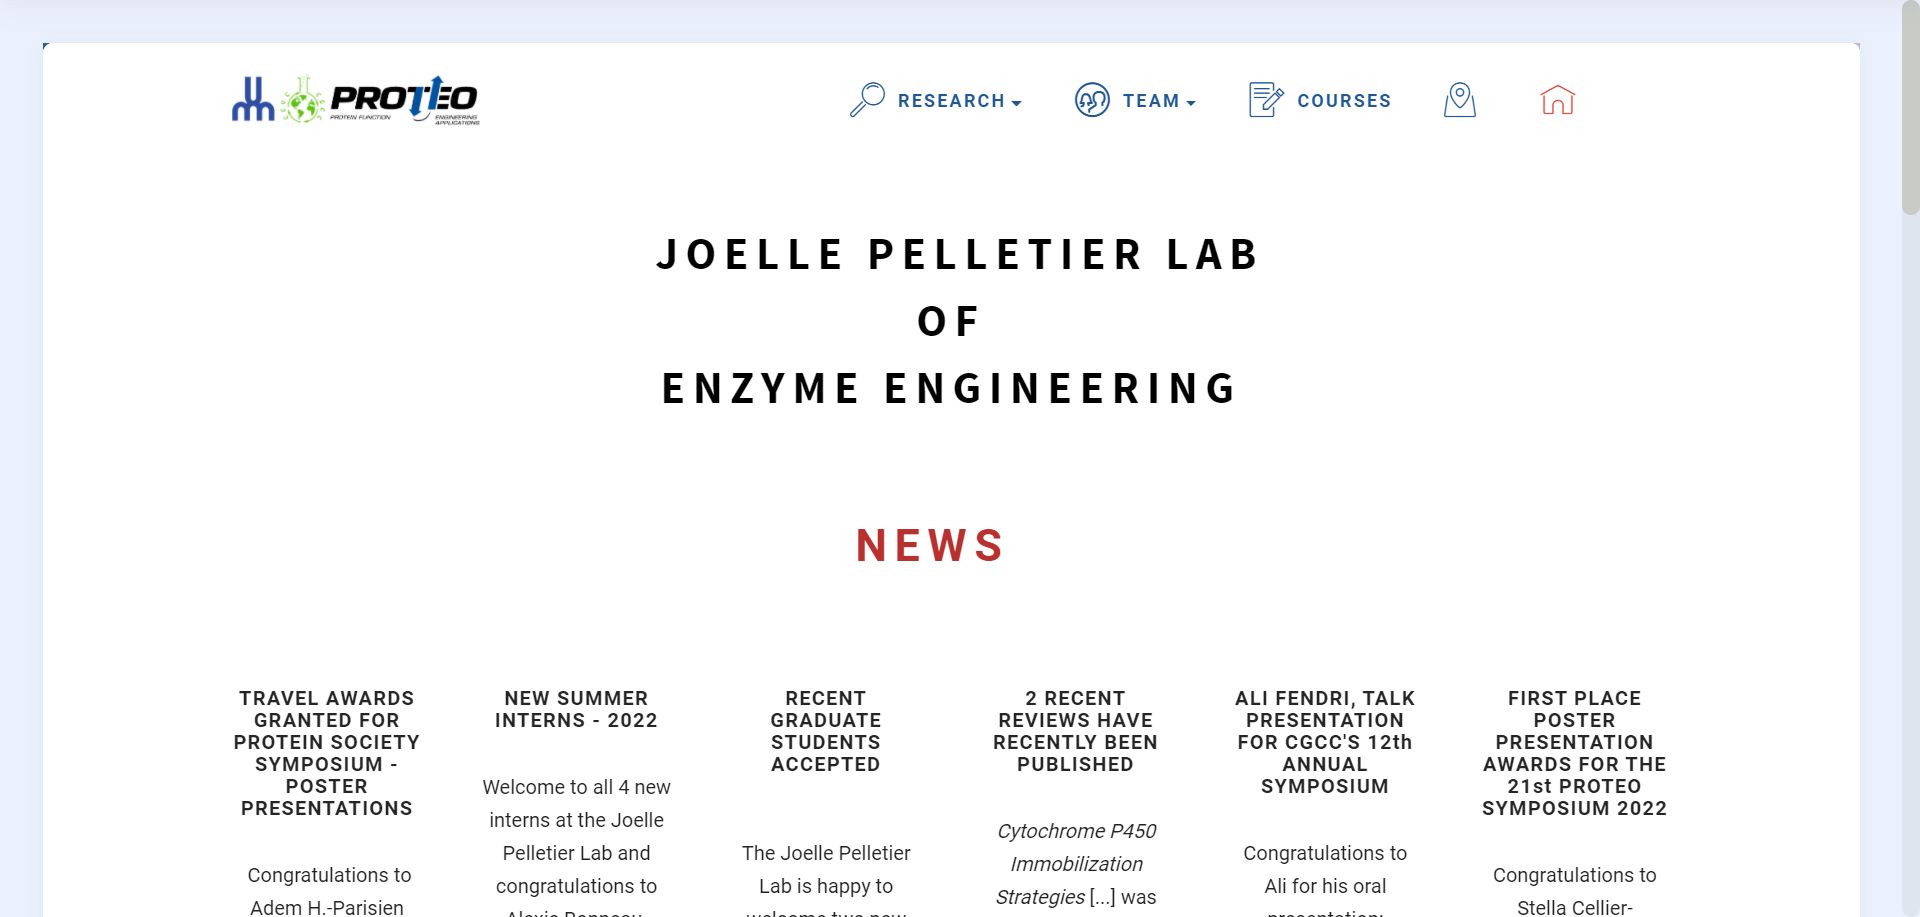 PROTEO
PROTEIN FUNCTION
ENGINEERING
APPLICATIONS
RESEARCH
TEAM
COURSES
JOELLE PELLETIER LAB
OF
ENZYME ENGINEERING
NEWS
TRAVEL AWARDS
GRANTED FOR
PROTEIN SOCIETY
SYMPOSIUM -
POSTER
PRESENTATIONS
Congratulations to
Adem H.-Parisien
NEW SUMMER
INTERNS - 2022
Welcome to all 4 new
interns at the Joelle
Pelletier Lab and
congratulations to
RECENT
GRADUATE
STUDENTS
ACCEPTED
The Joelle Pelletier
Lab is happy to
welcome two new
2 RECENT
REVIEWS HAVE
RECENTLY BEEN
PUBLISHED
Cytochrome P450
Immobilization
Strategies [...] was
ALI FENDRI, TALK
PRESENTATION
FOR CGCC'S 12th
ANNUAL
SYMPOSIUM
Congratulations to
Ali for his oral
presentation:
FIRST PLACE
POSTER
PRESENTATION
AWARDS FOR THE
21st PROTEO
SYMPOSIUM 2022
Congratulations to
Stella Cellier-